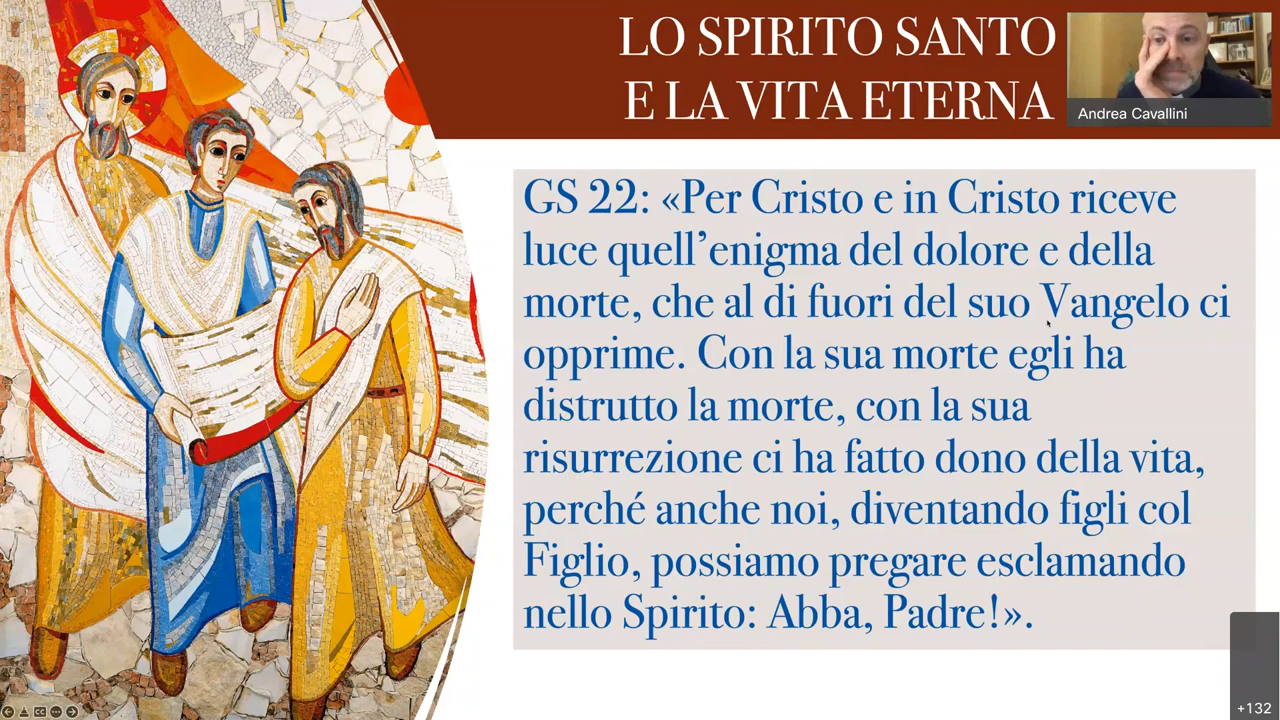 LO SPIRITO SANTO
E LA VITA ETERNA
Andrea Cavallini
GS 22: «Per Cristo e in Cristo riceve
luce quell’enigma del dolore e della
morte, che al di fuori del suo Vangelo ci
opprime. Con la sua morte egli ha
distrutto la morte, con la sua
risurrezione ci ha fatto dono della vita,
perché anche noi, diventando figli col
Figlio, possiamo pregare esclamando
nello Spirito: Abba, Padre!».
+132